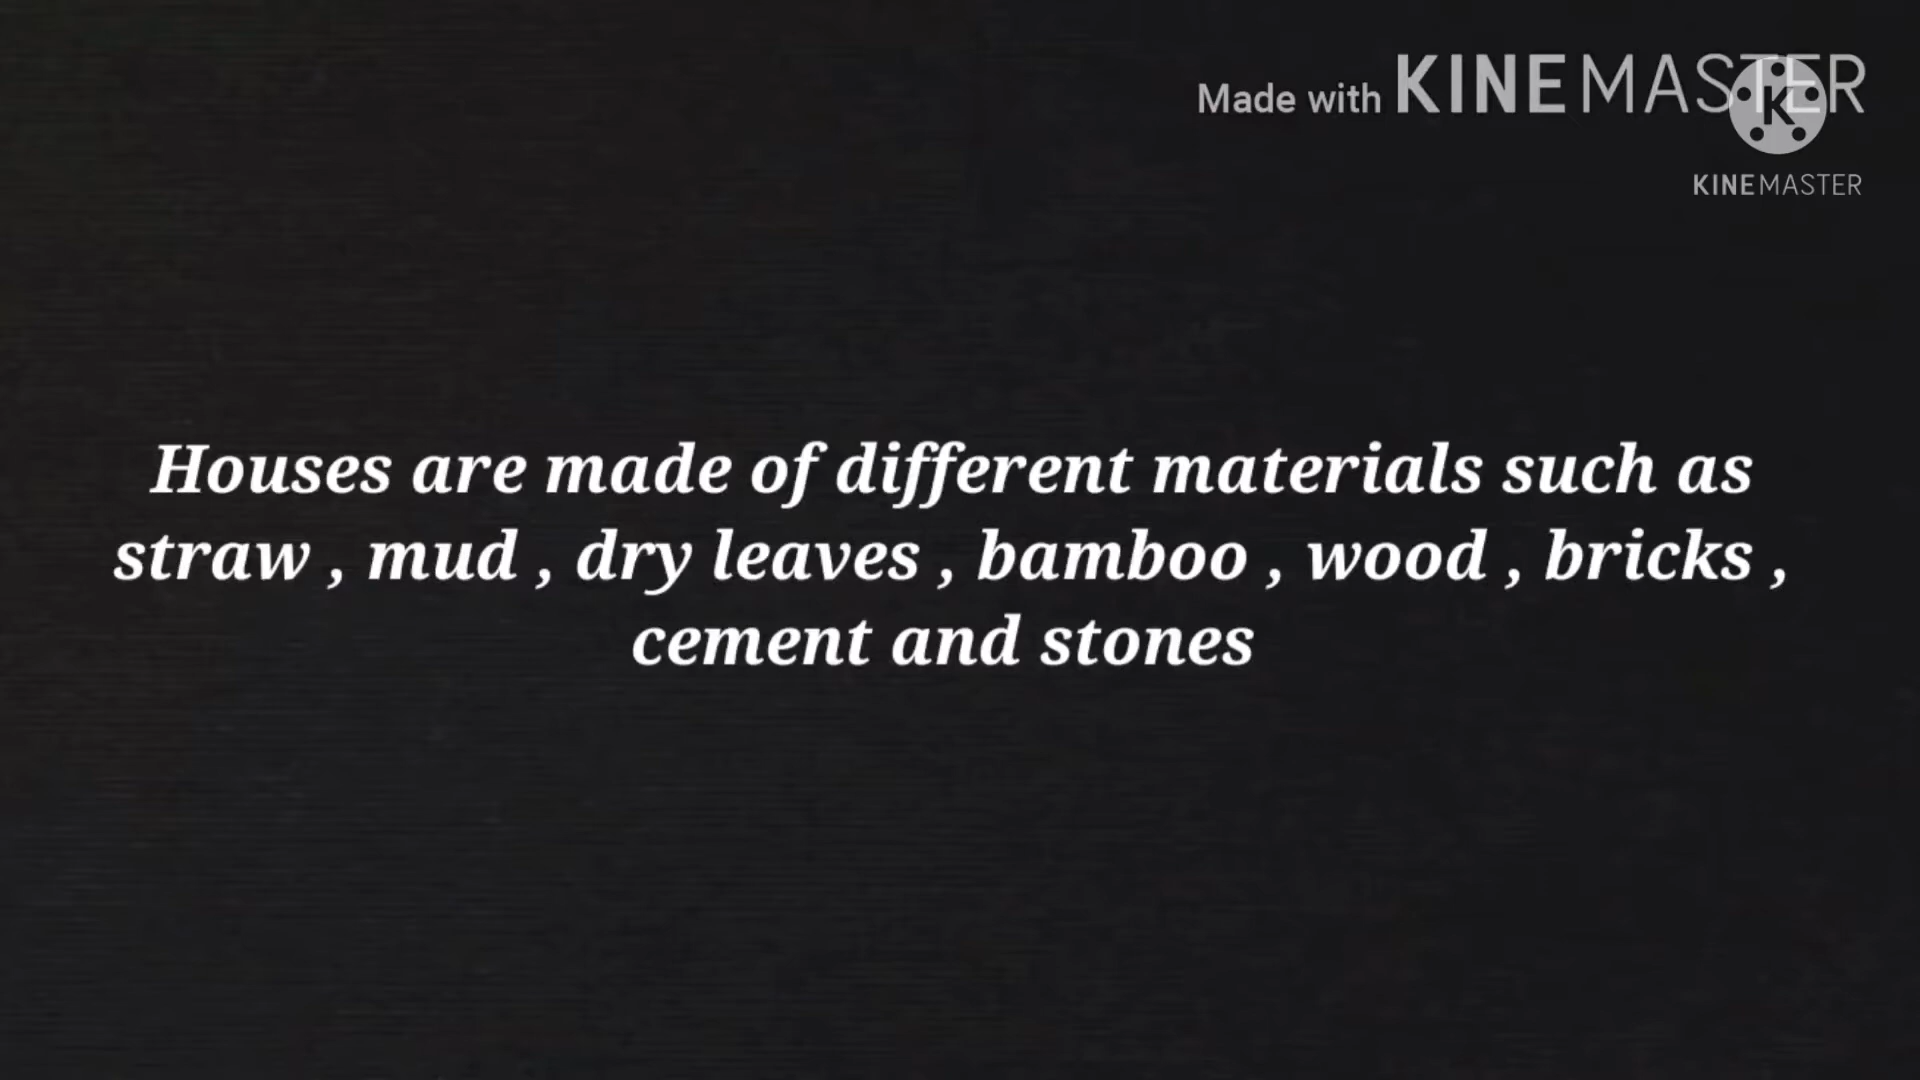 Made with KINEMASTER
K
KINEMASTER
Houses are made of different materials such as
straw , mud , dry leaves , bamboo , wood , bricks ,
cement and stones